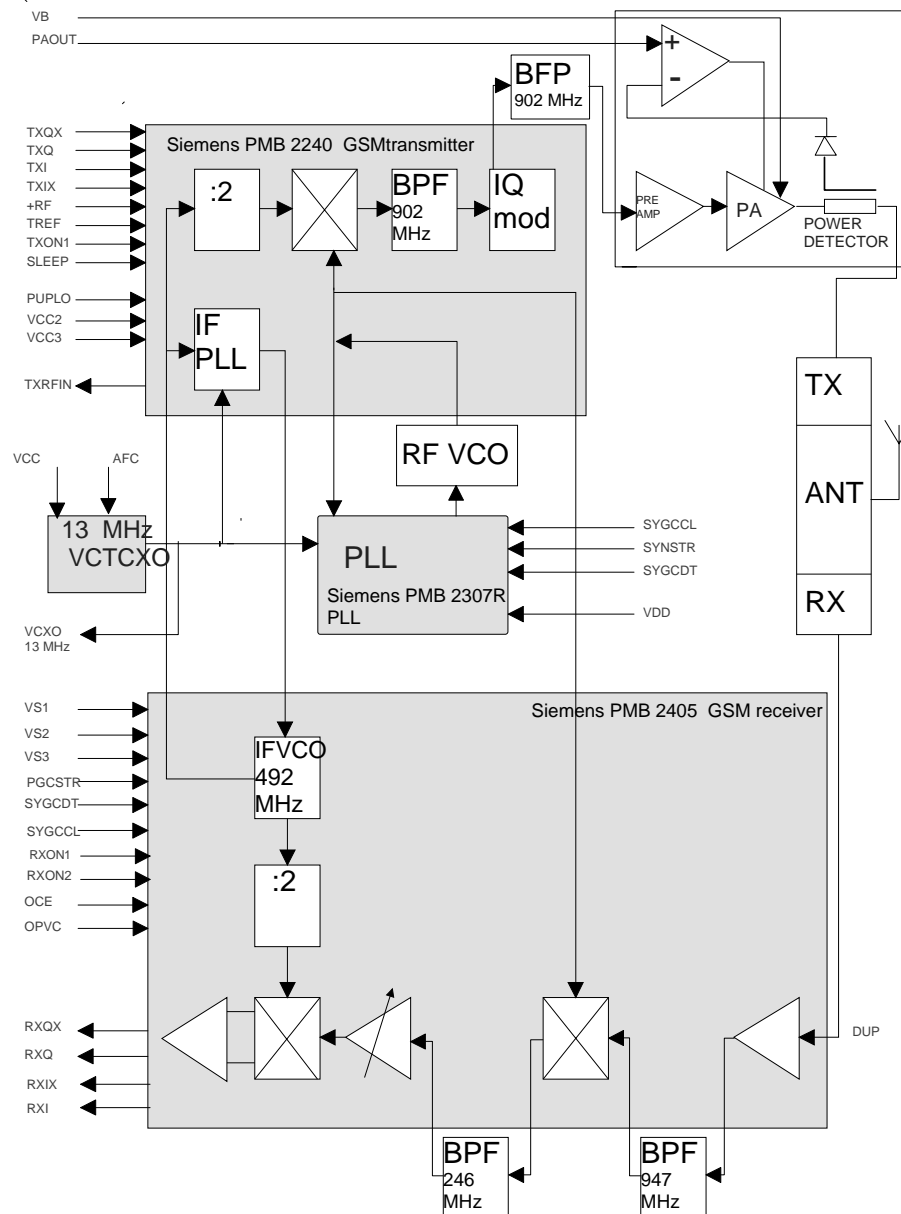 VB
PAOUT
+
-
BFP
902 MHz
TXQX
TXQ
TXI
TXIX
+RF
TREF
TXON1
SLEEP
PUPLO
VCC2
VCC3
TXRFIN
Siemens PMB 2240 GSMtransmitter
:2
BPF
902
MHz
IQ
mod
PRE
AMP
PA
POWER
DETECTOR
IF
PLL
TX
ANT
RX
RF VCO
VCC
AFC
13 MHz
VCTCXO
PLL
Siemens PMB 2307R
PLL
SYGCCL
SYNSTR
SYGCDT
VDD
VCXO
13 MHz
Siemens PMB 2405 GSM receiver
VS1
VS2
VS3
PGCSTR
SYGCDT
SYGCCL
RXON1
RXON2
OCE
OPVC
IFVCO
492
MHz
:2
RXQX
RXQ
RXIX
RXI
DUP
BPF
246
MHz
BPF
947
MHz